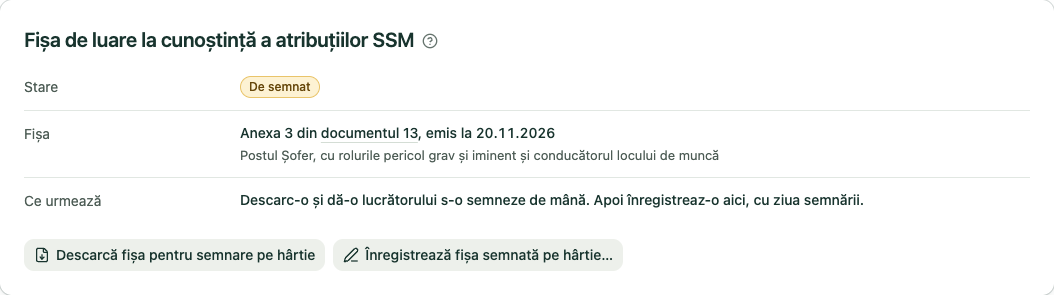 Fișa de luare la cunoștință a atribuțiilor SSM ?
Stare
De semnat
Fișa
Anexa 3 din documentul 13, emis la 20.11.2026
Postul Șofer, cu rolurile pericol grav și iminent și conducătorul locului de muncă
Ce urmează
Descarc-o și dă-o lucrătorului s-o semneze de mână. Apoi înregistreaz-o aici, cu ziua semnării.
Descarcă fișa pentru semnare pe hârtie
Înregistrează fișa semnată pe hârtie...